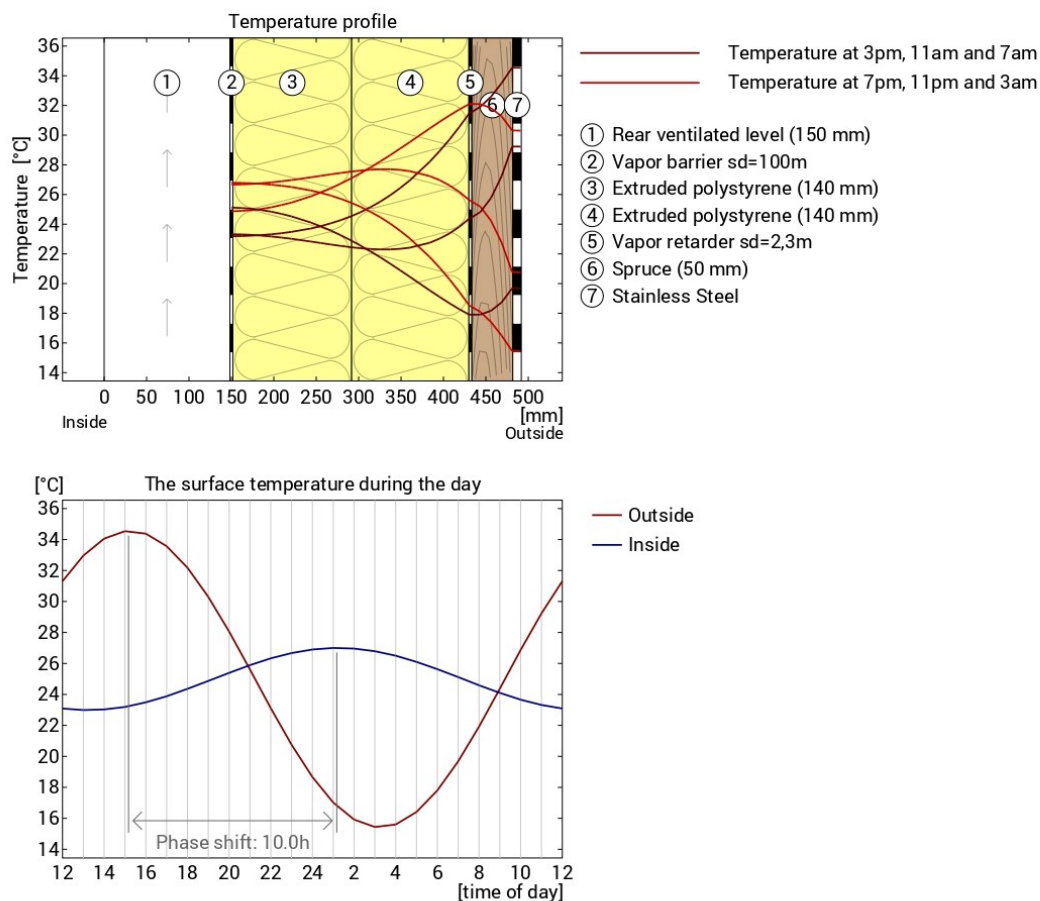 Temperature profile
36
34
32
30
28
26
24
22
20
18
16
14
Temperature [°C]
1
2
3
4
5
6
7
0 50 100 150 200 250 300 350 400 450 500
[mm]
Inside
Outside
Temperature at 3pm, 11am and 7am
Temperature at 7pm, 11pm and 3am
1 Rear ventilated level (150 mm)
2 Vapor barrier sd=100m
3 Extruded polystyrene (140 mm)
4 Extruded polystyrene (140 mm)
5 Vapor retarder sd=2,3m
6 Spruce (50 mm)
7 Stainless Steel
[°C]
The surface temperature during the day
36
34
32
30
28
26
24
22
20
18
16
14
Phase shift: 10.0h
12 14 16 18 20 22 24 2 4 6 8 10 12
[time of day]
Outside
Inside